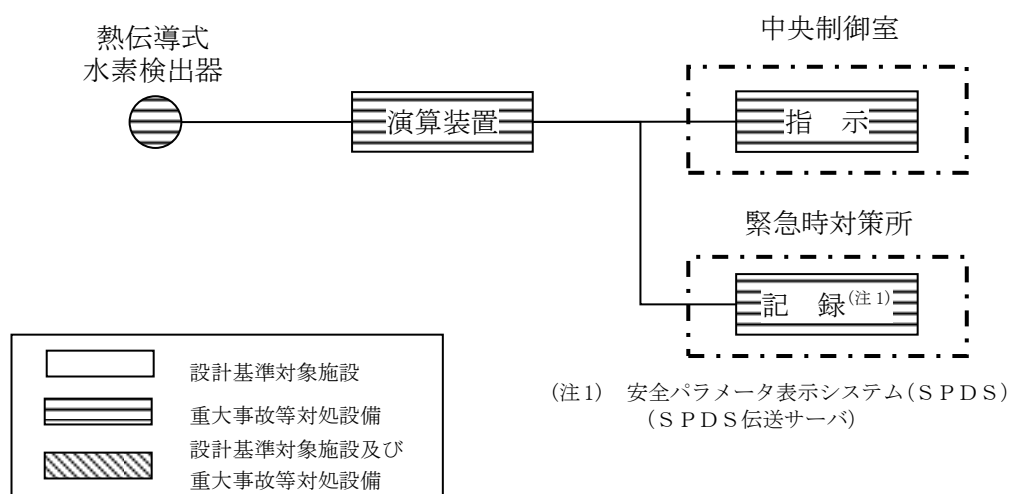 熱伝導式
水素検出器
演算装置
中央制御室
指 示
緊急時対策所
記 録(注1)
設計基準対象施設
重大事故等対処設備
設計基準対象施設及び
重大事故等対処設備
(注1) 安全パラメータ表示システム(SPDS)
(SPDS伝送サーバ)